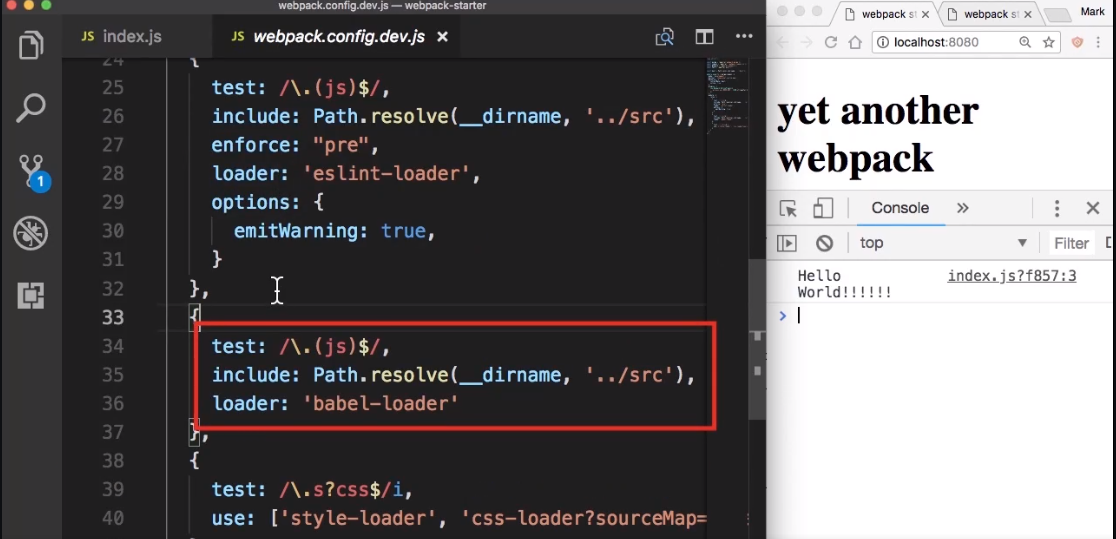 webpack.config.dev.js — webpack-starter
JS index.js
JS webpack.config.dev.js ×
24 {
25 test: /\.(js)$/,
26 include: Path.resolve(__dirname, '../src'),
27 enforce: "pre",
28 loader: 'eslint-loader',
29 options: {
30 emitWarning: true,
31 }
32 },
33 {
34 test: /\.(js)$/,
35 include: Path.resolve(__dirname, '../src'),
36 loader: 'babel-loader'
37 },
38 {
39 test: /\.s?css$/i,
40 use: ['style-loader', 'css-loader?sourceMap=
1
webpack st ×
webpack st ×
Mark
localhost:8080
yet another
webpack
Console
top
Filter
Hello index.js?f857:3
World!!!!!!